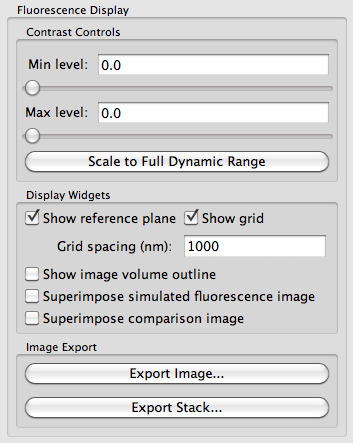 Fluorescence Display
Contrast Controls
Min level: 0.0
Max level: 0.0
Scale to Full Dynamic Range
Display Widgets
Show reference plane Show grid
Grid spacing (nm): 1000
Show image volume outline
Superimpose simulated fluorescence image
Superimpose comparison image
Image Export
Export Image...
Export Stack...